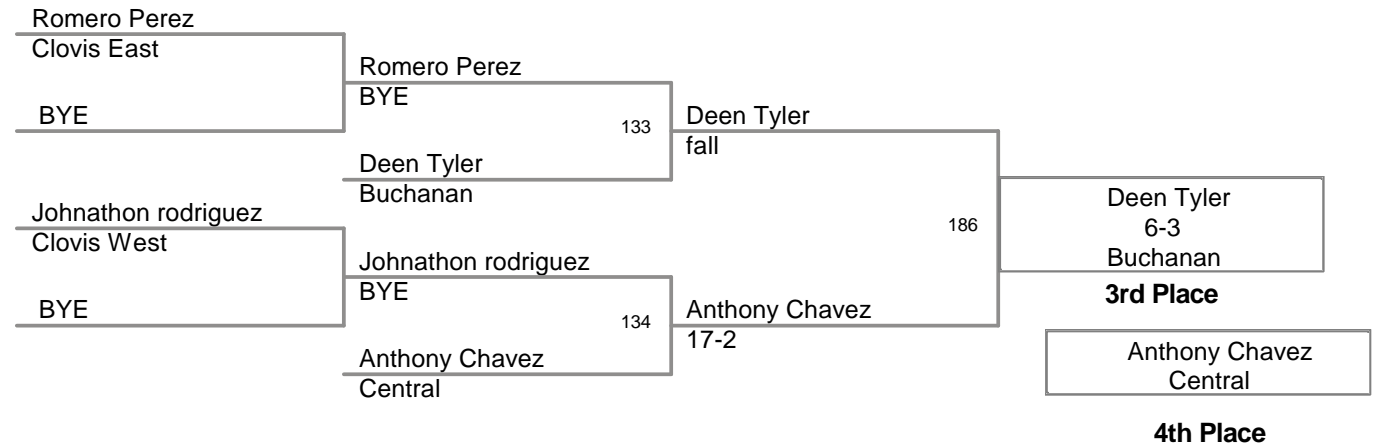 Romero Perez
Clovis East
BYE
Romero Perez
BYE
133
Deen Tyler
Buchanan
Deen Tyler
fall
Johnathon rodriguez
Clovis West
BYE
Johnathon rodriguez
BYE
134
Anthony Chavez
Central
Anthony Chavez
17-2
186
Deen Tyler
6-3
Buchanan
3rd Place
Anthony Chavez
Central
4th Place